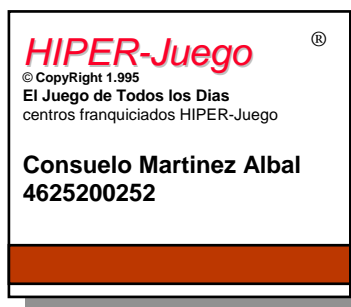 HIPER-Juego ®
© CopyRight 1.995
El Juego de Todos los Dias
centros franquiciados HIPER-Juego
Consuelo Martinez Albal
4625200252